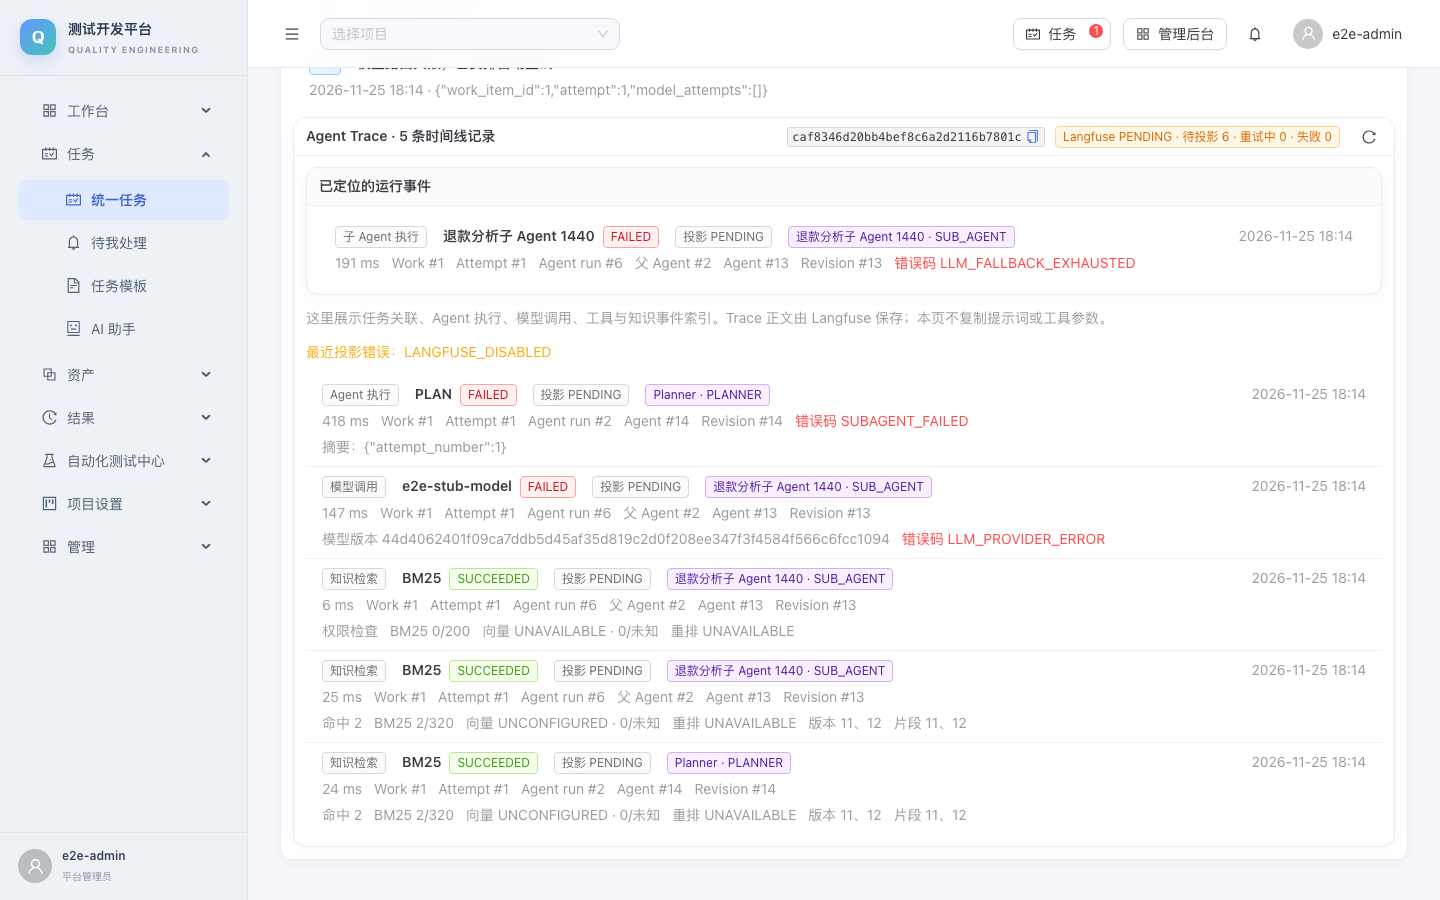 Q
测试开发平台
QUALITY ENGINEERING
选择项目
任务 1
管理后台
e2e-admin
工作台
任务
统一任务
待我处理
任务模板
AI 助手
资产
结果
自动化测试中心
项目设置
管理
e2e-admin
平台管理员
2026-11-25 18:14 · {"work_item_id":1,"attempt":1,"model_attempts":[]}
Agent Trace · 5 条时间线记录
caf8346d20bb4bef8c6a2d2116b7801c
Langfuse PENDING · 待投影 6 · 重试中 0 · 失败 0
已定位的运行事件
子 Agent 执行 退款分析子 Agent 1440 FAILED 投影 PENDING 退款分析子 Agent 1440 · SUB_AGENT 2026-11-25 18:14
191 ms Work #1 Attempt #1 Agent run #6 父 Agent #2 Agent #13 Revision #13 错误码 LLM_FALLBACK_EXHAUSTED
这里展示任务关联、Agent 执行、模型调用、工具与知识事件索引。Trace 正文由 Langfuse 保存；本页不复制提示词或工具参数。
最近投影错误：LANGFUSE_DISABLED
Agent 执行 PLAN FAILED 投影 PENDING Planner · PLANNER 2026-11-25 18:14
418 ms Work #1 Attempt #1 Agent run #2 Agent #14 Revision #14 错误码 SUBAGENT_FAILED
摘要：{"attempt_number":1}
模型调用 e2e-stub-model FAILED 投影 PENDING 退款分析子 Agent 1440 · SUB_AGENT 2026-11-25 18:14
147 ms Work #1 Attempt #1 Agent run #6 父 Agent #2 Agent #13 Revision #13
模型版本 44d4062401f09ca7ddb5d45af35d819c2d0f208ee347f3f4584f566c6fcc1094 错误码 LLM_PROVIDER_ERROR
知识检索 BM25 SUCCEEDED 投影 PENDING 退款分析子 Agent 1440 · SUB_AGENT 2026-11-25 18:14
6 ms Work #1 Attempt #1 Agent run #6 父 Agent #2 Agent #13 Revision #13
权限检查 BM25 0/200 向量 UNAVAILABLE · 0/未知 重排 UNAVAILABLE
知识检索 BM25 SUCCEEDED 投影 PENDING 退款分析子 Agent 1440 · SUB_AGENT 2026-11-25 18:14
25 ms Work #1 Attempt #1 Agent run #6 父 Agent #2 Agent #13 Revision #13
命中 2 BM25 2/320 向量 UNCONFIGURED · 0/未知 重排 UNAVAILABLE 版本 11、12 片段 11、12
知识检索 BM25 SUCCEEDED 投影 PENDING Planner · PLANNER 2026-11-25 18:14
24 ms Work #1 Attempt #1 Agent run #2 Agent #14 Revision #14
命中 2 BM25 2/320 向量 UNCONFIGURED · 0/未知 重排 UNAVAILABLE 版本 11、12 片段 11、12